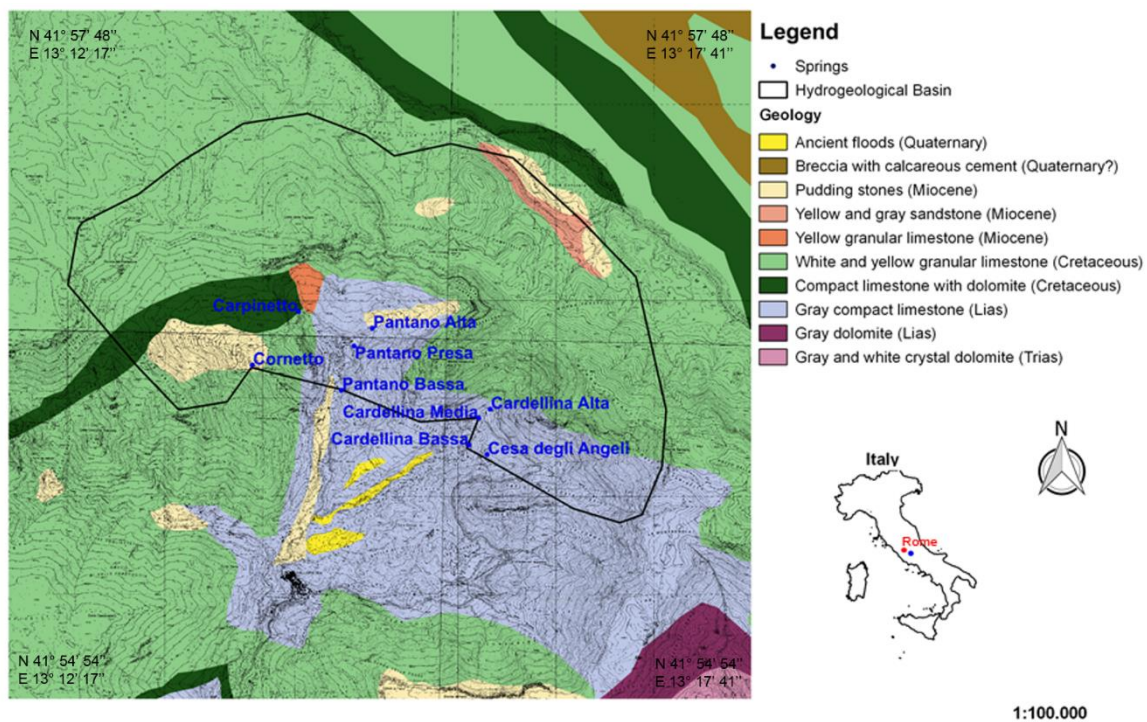 N 41° 57' 48''
E 13° 12' 17''
N 41° 57' 48''
E 13° 17' 41''
Carpinetto
Pantano Alta
Pantano Presa
Cornetto
Pantano Bassa
Cardellina Alta
Cardellina Media
Cardellina Bassa
Cesa degli Angeli
N 41° 54' 54''
E 13° 12' 17''
N 41° 54' 54''
E 13° 17' 41''
Legend
Springs
Hydrogeological Basin
Geology
Ancient floods (Quaternary)
Breccia with calcareous cement (Quaternary?)
Pudding stones (Miocene)
Yellow and gray sandstone (Miocene)
Yellow granular limestone (Miocene)
White and yellow granular limestone (Cretaceous)
Compact limestone with dolomite (Cretaceous)
Gray compact limestone (Lias)
Gray dolomite (Lias)
Gray and white crystal dolomite (Trias)
N
Italy
Rome
1:100.000